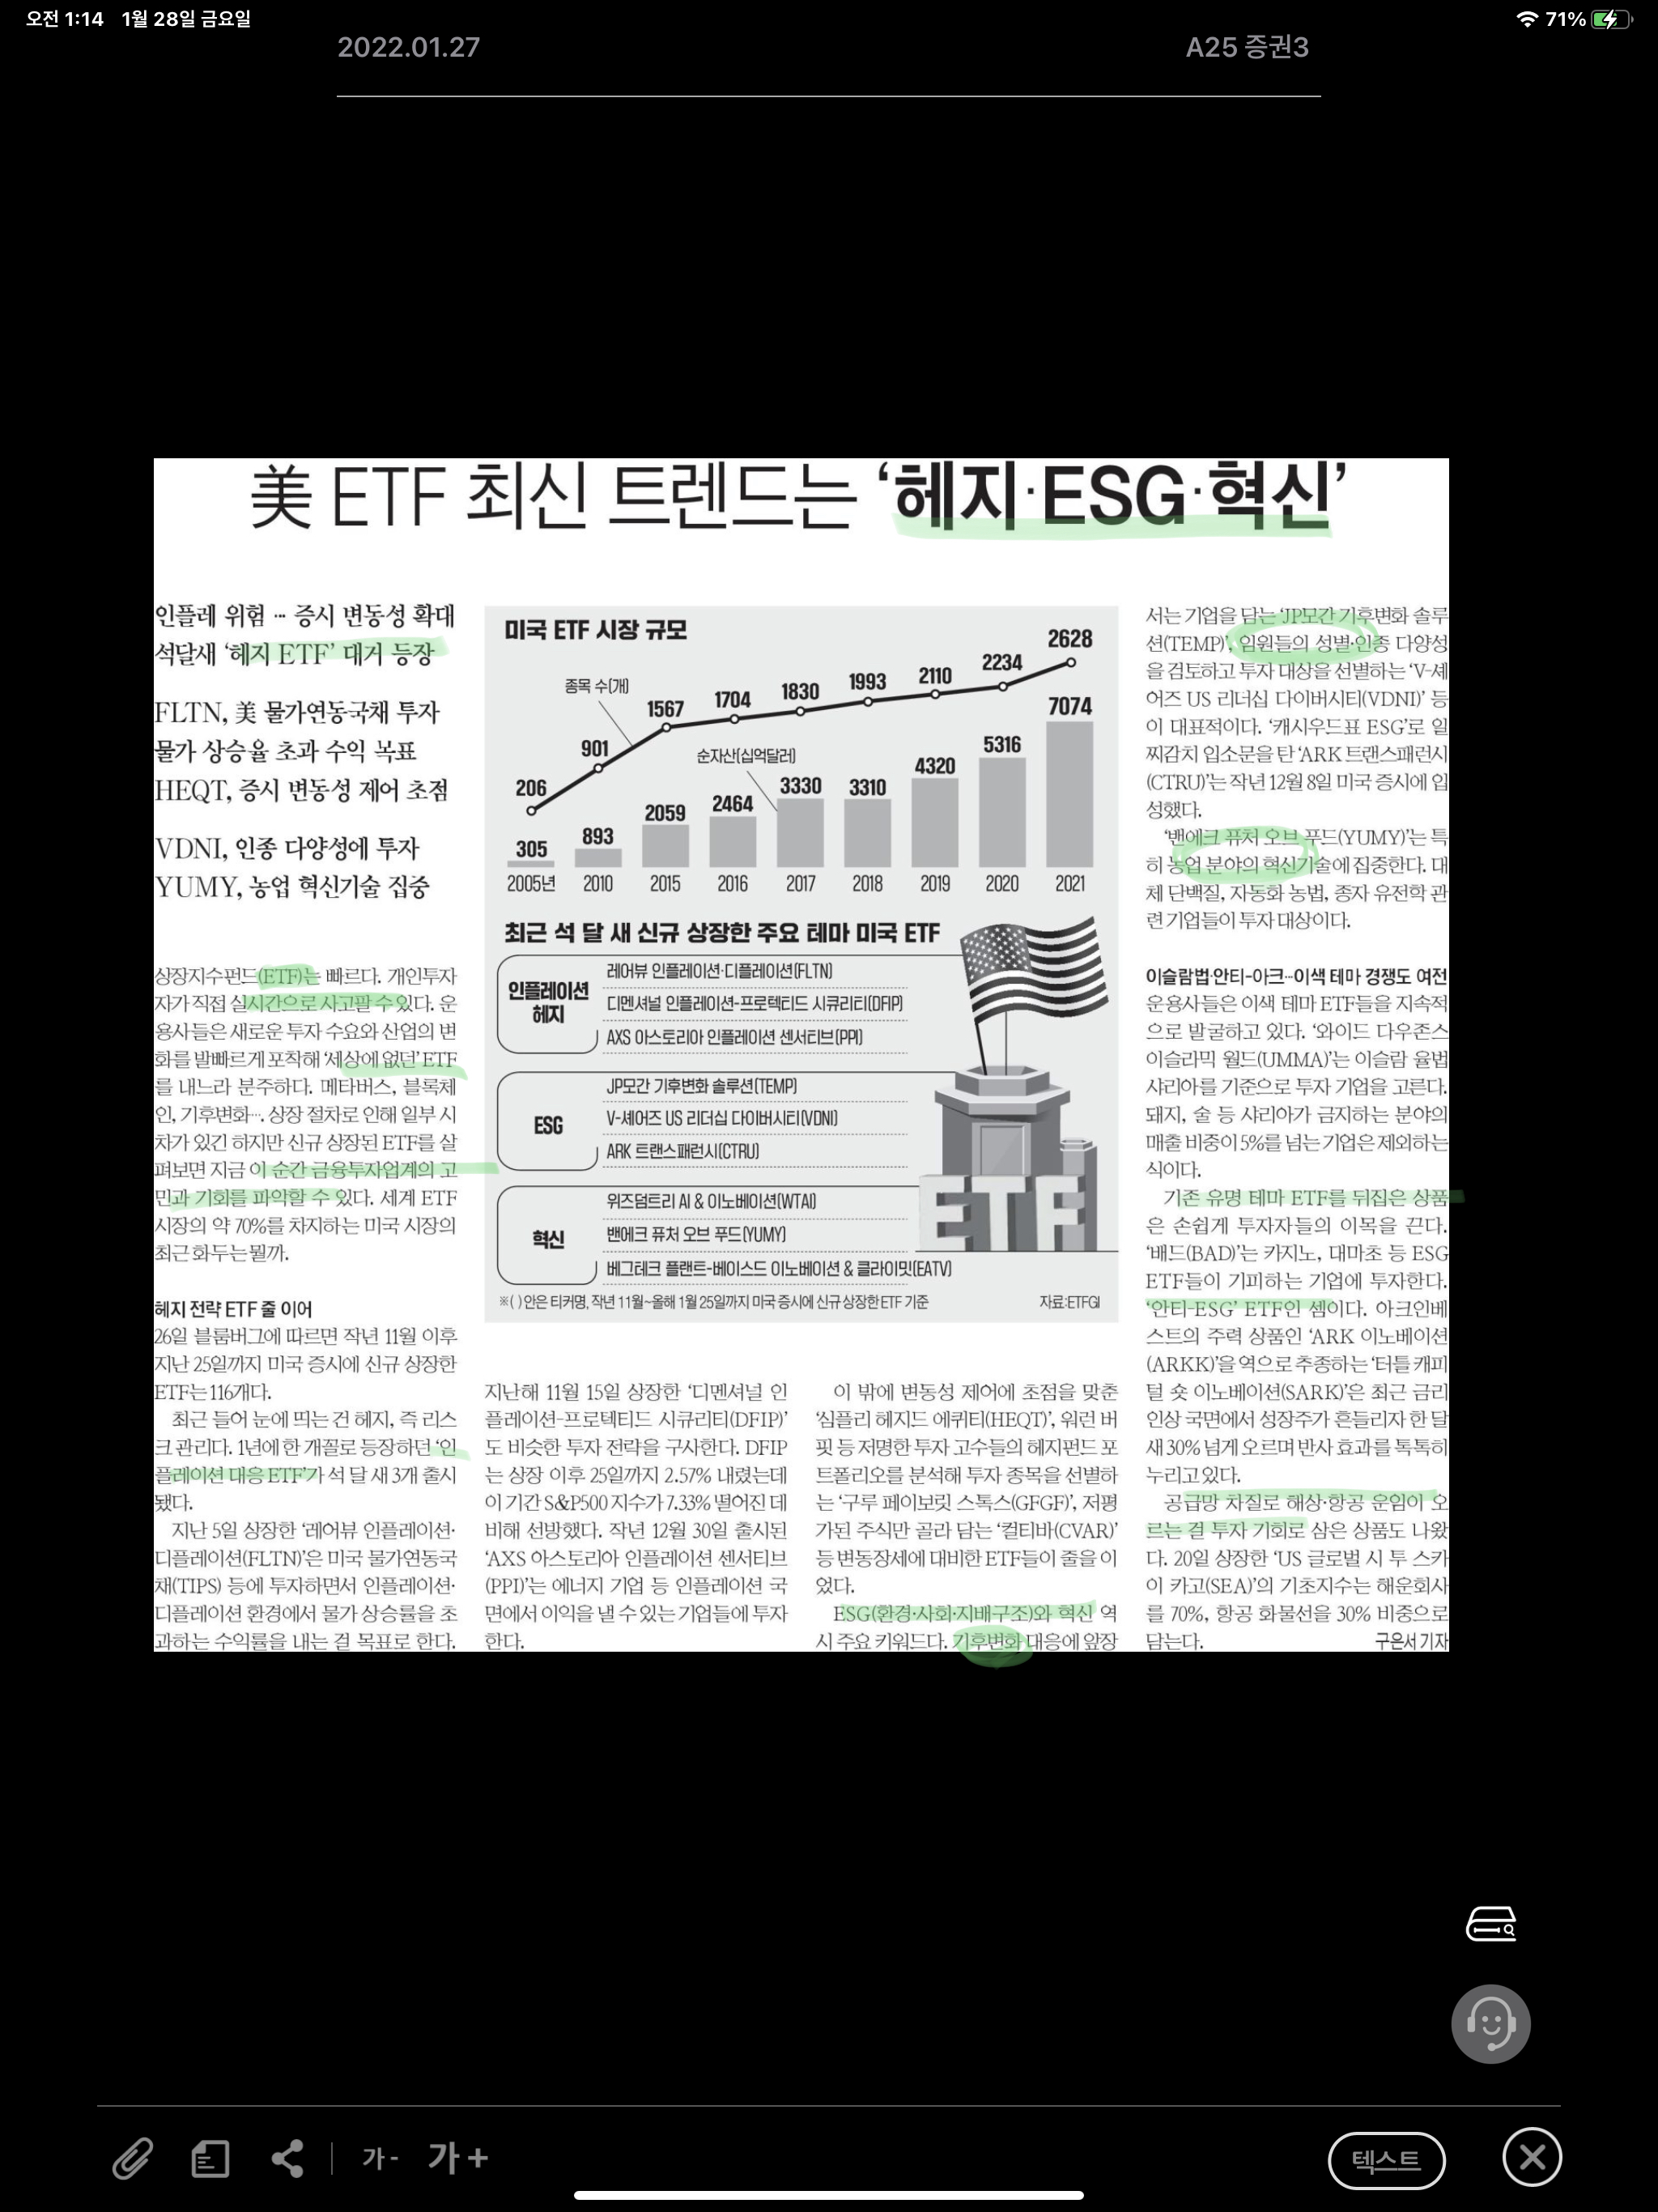 오전 1:14 1월 28일 금요일
71%
2022.01.27
A25 증권3
美 ETF 최신 트렌드는 ‘헤지·ESG·혁신’
인플레 위험 … 증시 변동성 확대
석달새 ‘헤지 ETF’ 대거 등장
FLTN, 美 물가연동국채 투자
물가 상승율 초과 수익 목표
HEQT, 증시 변동성 제어 초점
VDNI, 인종 다양성에 투자
YUMY, 농업 혁신기술 집중
상장지수펀드(ETF)는 빠르다. 개인투자
자가 직접 실시간으로 사고팔 수 있다. 운
용사들은 새로운 투자 수요와 산업의 변
화를 발빠르게 포착해 ‘세상에 없던’ ETF
를 내느라 분주하다. 메타버스, 블록체
인, 기후변화…. 상장 절차로 인해 일부 시
차가 있긴 하지만 신규 상장된 ETF를 살
펴보면 지금 이 순간 금융투자업계의 고
민과 기회를 파악할 수 있다. 세계 ETF
시장의 약 70%를 차지하는 미국 시장의
최근 화두는 뭘까.
헤지 전략 ETF 줄 이어
26일 블룸버그에 따르면 작년 11월 이후
지난 25일까지 미국 증시에 신규 상장한
ETF는 116개다.
최근 들어 눈에 띄는 건 헤지, 즉 리스
크 관리다. 1년에 한 개꼴로 등장하던 ‘인
플레이션 대응 ETF’가 석 달 새 3개 출시
됐다.
지난 5일 상장한 ‘레어뷰 인플레이션·
디플레이션(FLTN)’은 미국 물가연동국
채(TIPS) 등에 투자하면서 인플레이션·
디플레이션 환경에서 물가 상승률을 초
과하는 수익률을 내는 걸 목표로 한다.
미국 ETF 시장 규모
종목 수(개)
206 901 1567 1704 1830 1993 2110 2234 2628
순자산(십억달러)
305 893 2059 2464 3330 3310 4320 5316 7074
2005년 2010 2015 2016 2017 2018 2019 2020 2021
최근 석 달 새 신규 상장한 주요 테마 미국 ETF
인플레이션
헤지
레어뷰 인플레이션·디플레이션(FLTN)
디멘셔널 인플레이션-프로텍티드 시큐리티(DFIP)
AXS 아스토리아 인플레이션 센서티브(PPI)
ESG
JP모간 기후변화 솔루션(TEMP)
V-셰어즈 US 리더십 다이버시티(VDNI)
ARK 트랜스패런시(CTRU)
혁신
위즈덤트리 AI & 이노베이션(WTAI)
밴에크 퓨처 오브 푸드(YUMY)
베그테크 플랜트-베이스드 이노베이션 & 클라이밋(EATV)
ETF
※( ) 안은 티커명, 작년 11월~올해 1월 25일까지 미국 증시에 신규 상장한 ETF 기준
자료:ETFGI
지난해 11월 15일 상장한 ‘디멘셔널 인
플레이션-프로텍티드 시큐리티(DFIP)’
도 비슷한 투자 전략을 구사한다. DFIP
는 상장 이후 25일까지 2.57% 내렸는데
이 기간 S&P500 지수가 7.33% 떨어진 데
비해 선방했다. 작년 12월 30일 출시된
‘AXS 아스토리아 인플레이션 센서티브
(PPI)’는 에너지 기업 등 인플레이션 국
면에서 이익을 낼 수 있는 기업들에 투자
한다.
이 밖에 변동성 제어에 초점을 맞춘
‘심플리 헤지드 에퀴티(HEQT)’, 워런 버
핏 등 저명한 투자 고수들의 헤지펀드 포
트폴리오를 분석해 투자 종목을 선별하
는 ‘구루 페이보릿 스톡스(GFGF)’, 저평
가된 주식만 골라 담는 ‘컬티바(CVAR)’
등 변동장세에 대비한 ETF들이 줄을 이
었다.
ESG(환경·사회·지배구조)와 혁신 역
시 주요 키워드다. 기후변화 대응에 앞장
서는 기업을 담는 ‘JP모간 기후변화 솔루
션(TEMP)’, 임원들의 성별·인종 다양성
을 검토하고 투자 대상을 선별하는 ‘V-셰
어즈 US 리더십 다이버시티(VDNI)’ 등
이 대표적이다. ‘캐시우드표 ESG’로 일
찌감치 입소문을 탄 ‘ARK 트랜스패런시
(CTRU)’는 작년 12월 8일 미국 증시에 입
성했다.
‘밴에크 퓨처 오브 푸드(YUMY)’는 특
히 농업 분야의 혁신기술에 집중한다. 대
체 단백질, 자동화 농법, 종자 유전학 관
련 기업들이 투자 대상이다.
이슬람법·안티-아크…이색 테마 경쟁도 여전
운용사들은 이색 테마 ETF들을 지속적
으로 발굴하고 있다. ‘와이드 다우존스
이슬라믹 월드(UMMA)’는 이슬람 율법
샤리아를 기준으로 투자 기업을 고른다.
돼지, 술 등 샤리아가 금지하는 분야의
매출 비중이 5%를 넘는 기업은 제외하는
식이다.
기존 유명 테마 ETF를 뒤집은 상품
은 손쉽게 투자자들의 이목을 끈다.
‘배드(BAD)’는 카지노, 대마초 등 ESG
ETF들이 기피하는 기업에 투자한다.
‘안티-ESG’ ETF인 셈이다. 아크인베
스트의 주력 상품인 ‘ARK 이노베이션
(ARKK)’을 역으로 추종하는 ‘터틀 캐피
털 숏 이노베이션(SARK)’은 최근 금리
인상 국면에서 성장주가 흔들리자 한 달
새 30% 넘게 오르며 반사 효과를 톡톡히
누리고 있다.
공급망 차질로 해상·항공 운임이 오
르는 걸 투자 기회로 삼은 상품도 나왔
다. 20일 상장한 ‘US 글로벌 시 투 스카
이 카고(SEA)’의 기초지수는 해운회사
를 70%, 항공 화물선을 30% 비중으로
담는다.
구은서 기자
가- 가+
텍스트